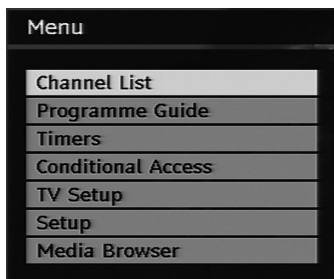 Menu
Channel List
Programme Guide
Timers
Conditional Access
TV Setup
Setup
Media Browser